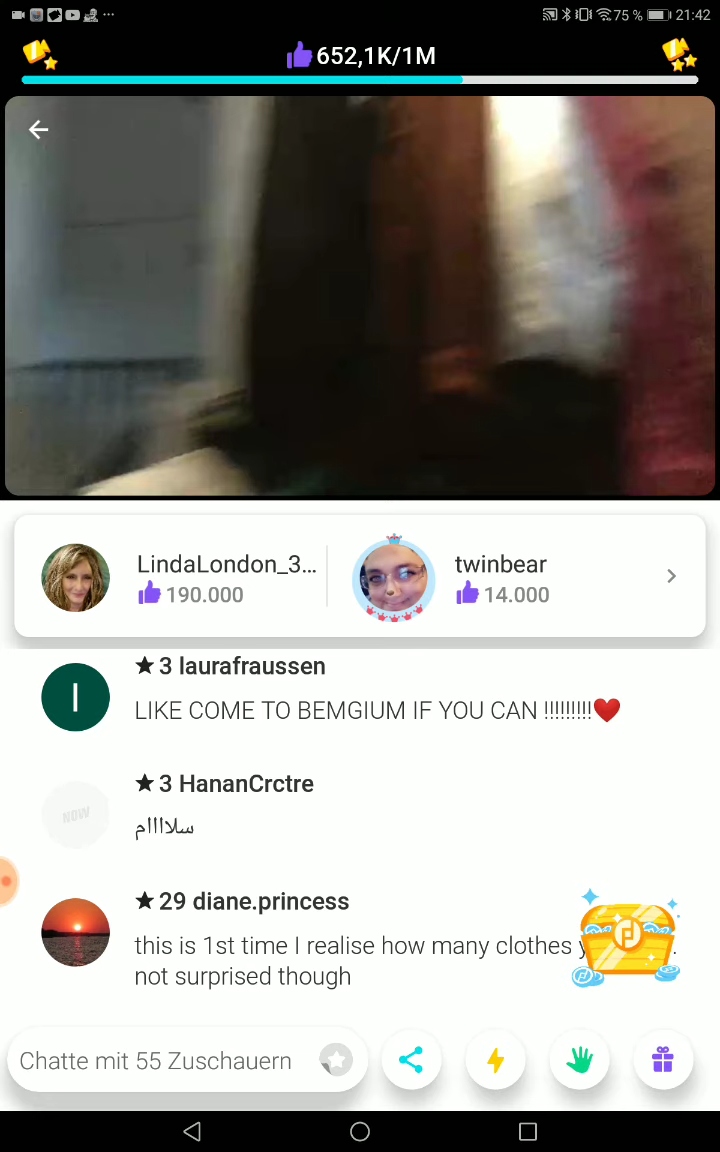 75 % 21:42
652,1K/1M
LindaLondon_3... twinbear
190.000 14.000
★ 3 laurafraussen
LIKE COME TO BEMGIUM IF YOU CAN !!!!!!!!!❤️
★ 3 HananCrctre
NOW
سلاااام
★ 29 diane.princess
this is 1st time I realise how many clothes
not surprised though
Chatte mit 55 Zuschauern